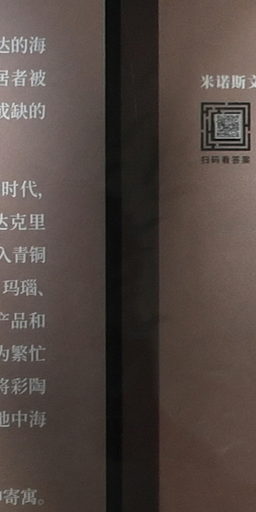 达的海
居者被
或缺的
时代，
达克里
入青铜
玛瑙、
产品和
为繁忙
将彩陶
地中海
寄寓。
米诺斯文
扫码看答案